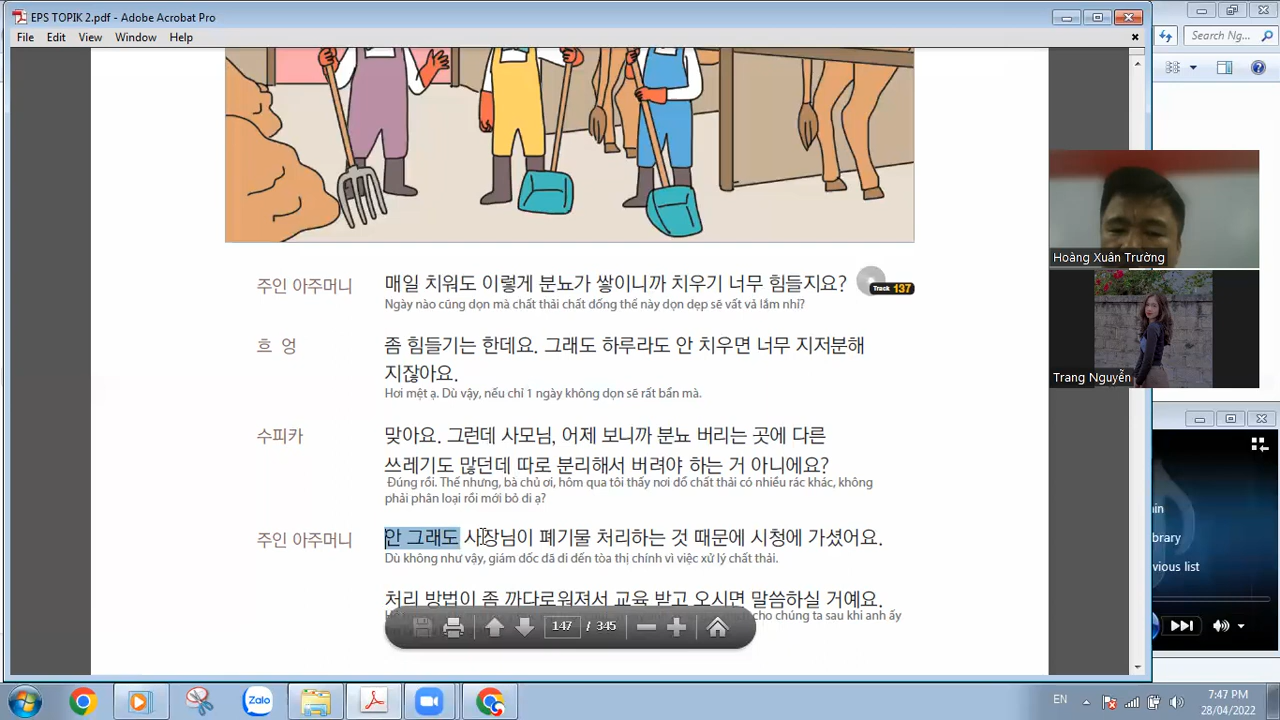 EPS TOPIK 2.pdf - Adobe Acrobat Pro
File Edit View Window Help
Search Ng...
주인 아주머니 매일 치워도 이렇게 분뇨가 쌓이니까 치우기 너무 힘들지요? Track 137
Ngày nào cũng dọn mà chất thải chất đống thế này dọn dẹp sẽ vất vả lắm nhỉ?
흐 엉 좀 힘들기는 한데요. 그래도 하루라도 안 치우면 너무 지저분해
지잖아요.
Hơi mệt ạ. Dù vậy, nếu chỉ 1 ngày không dọn sẽ rất bẩn mà.
수피카 맞아요. 그런데 사모님, 어제 보니까 분뇨 버리는 곳에 다른
쓰레기도 많던데 따로 분리해서 버려야 하는 거 아니에요?
Đúng rồi. Thế nhưng, bà chủ ơi, hôm qua tôi thấy nơi đổ chất thải có nhiều rác khác, không
phải phân loại rồi mới bỏ đi ạ?
주인 아주머니 안 그래도 사장님이 폐기물 처리하는 것 때문에 시청에 가셨어요.
Dù không như vậy, giám đốc đã đi đến tòa thị chính vì việc xử lý chất thải.
처리 방법이 좀 까다로워져서 교육 받고 오시면 말씀하실 거예요.
cho chúng ta sau khi anh ấy
147 / 345
Hoàng Xuân Trường
Trang Nguyễn
ibrary
vious list
Zalo
EN
7:47 PM
28/04/2022